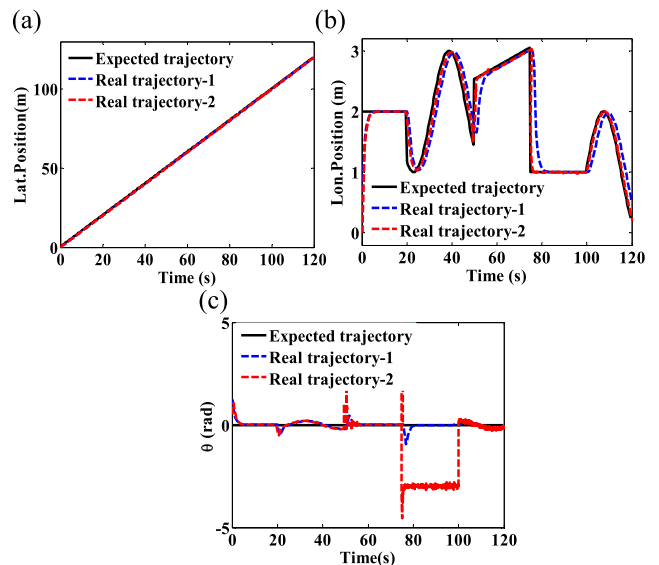 (a)
Lat.Position(m)
100
50
0
Expected trajectory
Real trajectory-1
Real trajectory-2
0 20 40 60 80 100 120
Time (s)
(b)
Lon.Position (m)
3
2
1
0
Expected trajectory
Real trajectory-1
Real trajectory-2
0 20 40 60 80 100 120
Time (s)
(c)
θ (rad)
5
0
-5
Expected trajectory
Real trajectory-1
Real trajectory-2
0 20 40 60 80 100 120
Time(s)